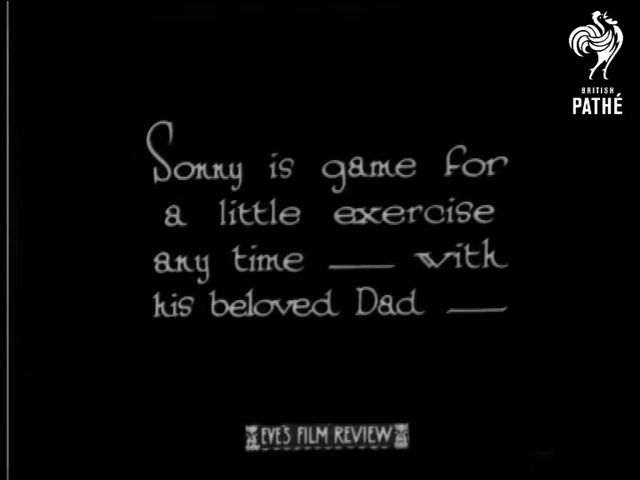 BRITISH
PATHÉ
Sonny is game for
a little exercise
any time — with
his beloved Dad —
EVE'S FILM REVIEW